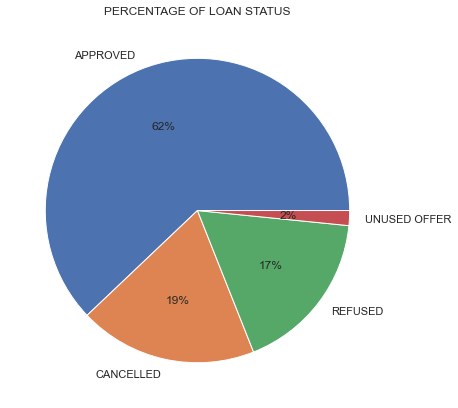 PERCENTAGE OF LOAN STATUS
APPROVED
62%
2%
UNUSED OFFER
17%
19%
REFUSED
CANCELLED